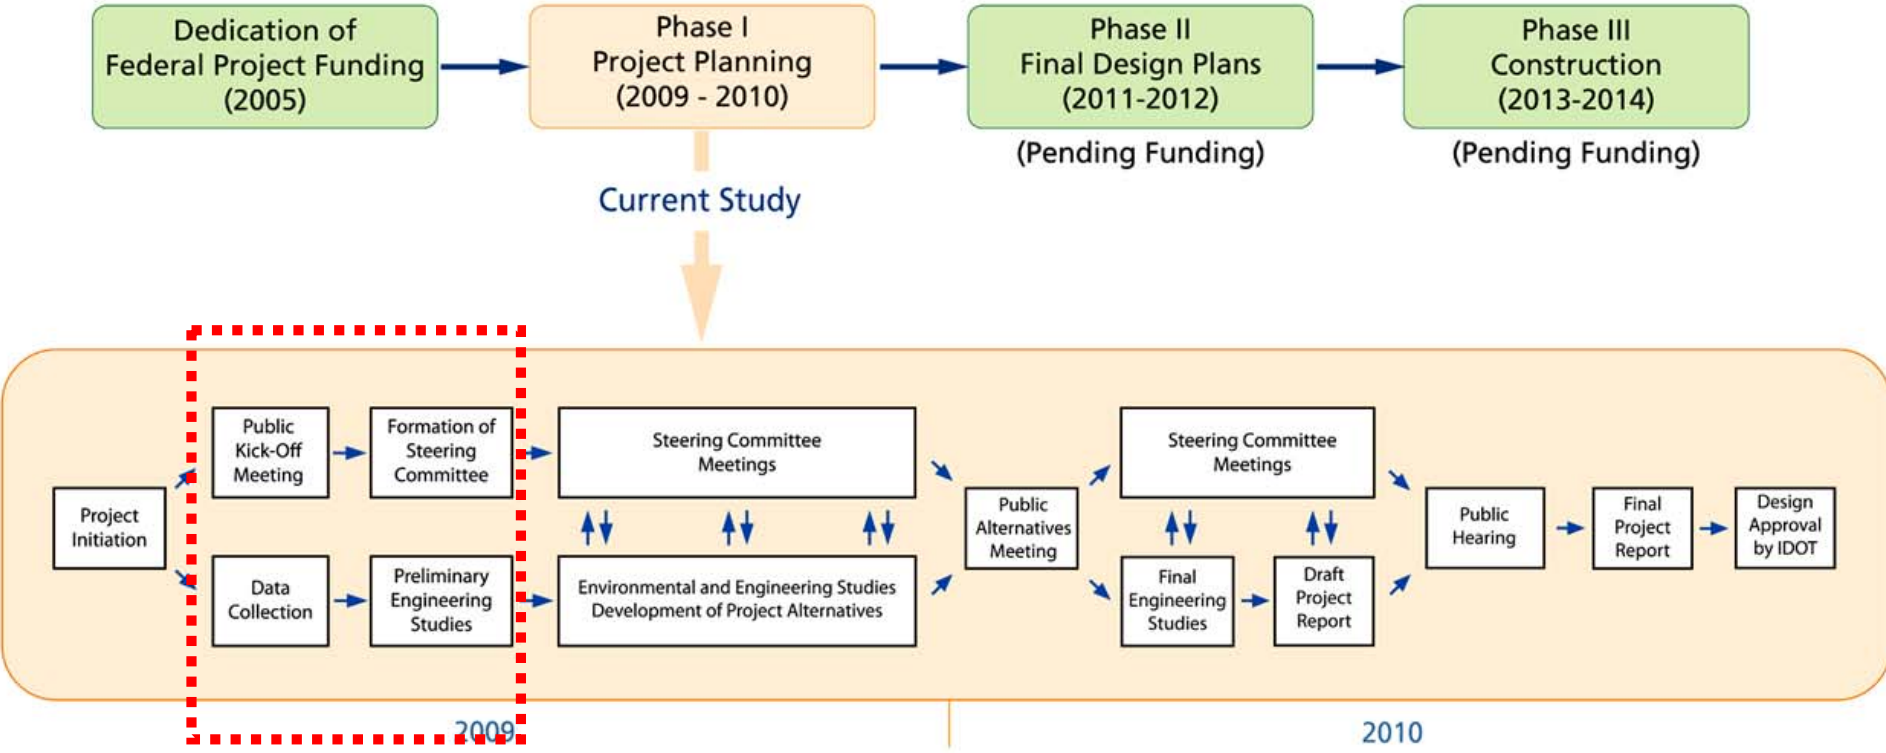 Dedication of
Federal Project Funding
(2005)
Phase I
Project Planning
(2009 - 2010)
Phase II
Final Design Plans
(2011-2012)
(Pending Funding)
Phase III
Construction
(2013-2014)
(Pending Funding)
Current Study
Project
Initiation
Public
Kick-Off
Meeting
Formation of
Steering
Committee
Data
Collection
Preliminary
Engineering
Studies
Steering Committee
Meetings
Environmental and Engineering Studies
Development of Project Alternatives
Public
Alternatives
Meeting
Steering Committee
Meetings
Final
Engineering
Studies
Draft
Project
Report
Public
Hearing
Final
Project
Report
Design
Approval
by IDOT
2009
2010